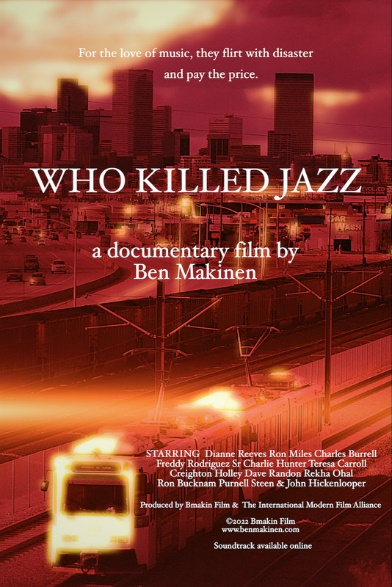 For the love of music, they flirt with disaster
and pay the price.
WHO KILLED JAZZ
CAR
WASH
a documentary film by
Ben Makinen
STARRING Dianne Reeves Ron Miles Charles Burrell
Freddy Rodriguez Sr Charlie Hunter Teresa Carroll
Creighton Holley Dave Randon Rekha Ohal
Ron Bucknam Purnell Steen & John Hickenlooper
Produced by Bmakin Film & The International Modern Film Alliance
©2022 Bmakin Film
www.benmakinen.com
Soundtrack available online